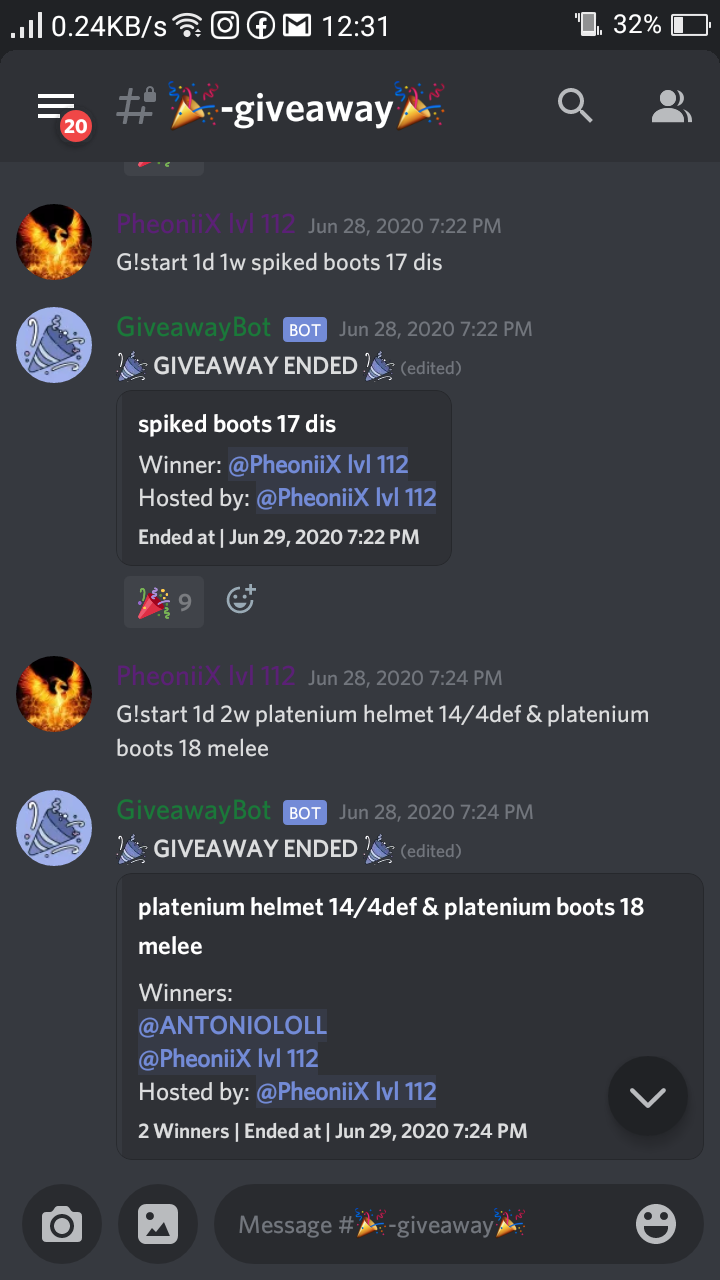 0.24KB/s 12:31 32%
20 # 🎉-giveaway🎉
PheoniiX lvl 112 Jun 28, 2020 7:22 PM
G!start 1d 1w spiked boots 17 dis
GiveawayBot BOT Jun 28, 2020 7:22 PM
GIVEAWAY ENDED (edited)
spiked boots 17 dis
Winner: @PheoniiX lvl 112
Hosted by: @PheoniiX lvl 112
Ended at | Jun 29, 2020 7:22 PM
🎉 9
PheoniiX lvl 112 Jun 28, 2020 7:24 PM
G!start 1d 2w platenium helmet 14/4def & platenium
boots 18 melee
GiveawayBot BOT Jun 28, 2020 7:24 PM
GIVEAWAY ENDED (edited)
platenium helmet 14/4def & platenium boots 18
melee
Winners:
@ANTONIOLOLL
@PheoniiX lvl 112
Hosted by: @PheoniiX lvl 112
2 Winners | Ended at | Jun 29, 2020 7:24 PM
Message #🎉-giveaway🎉